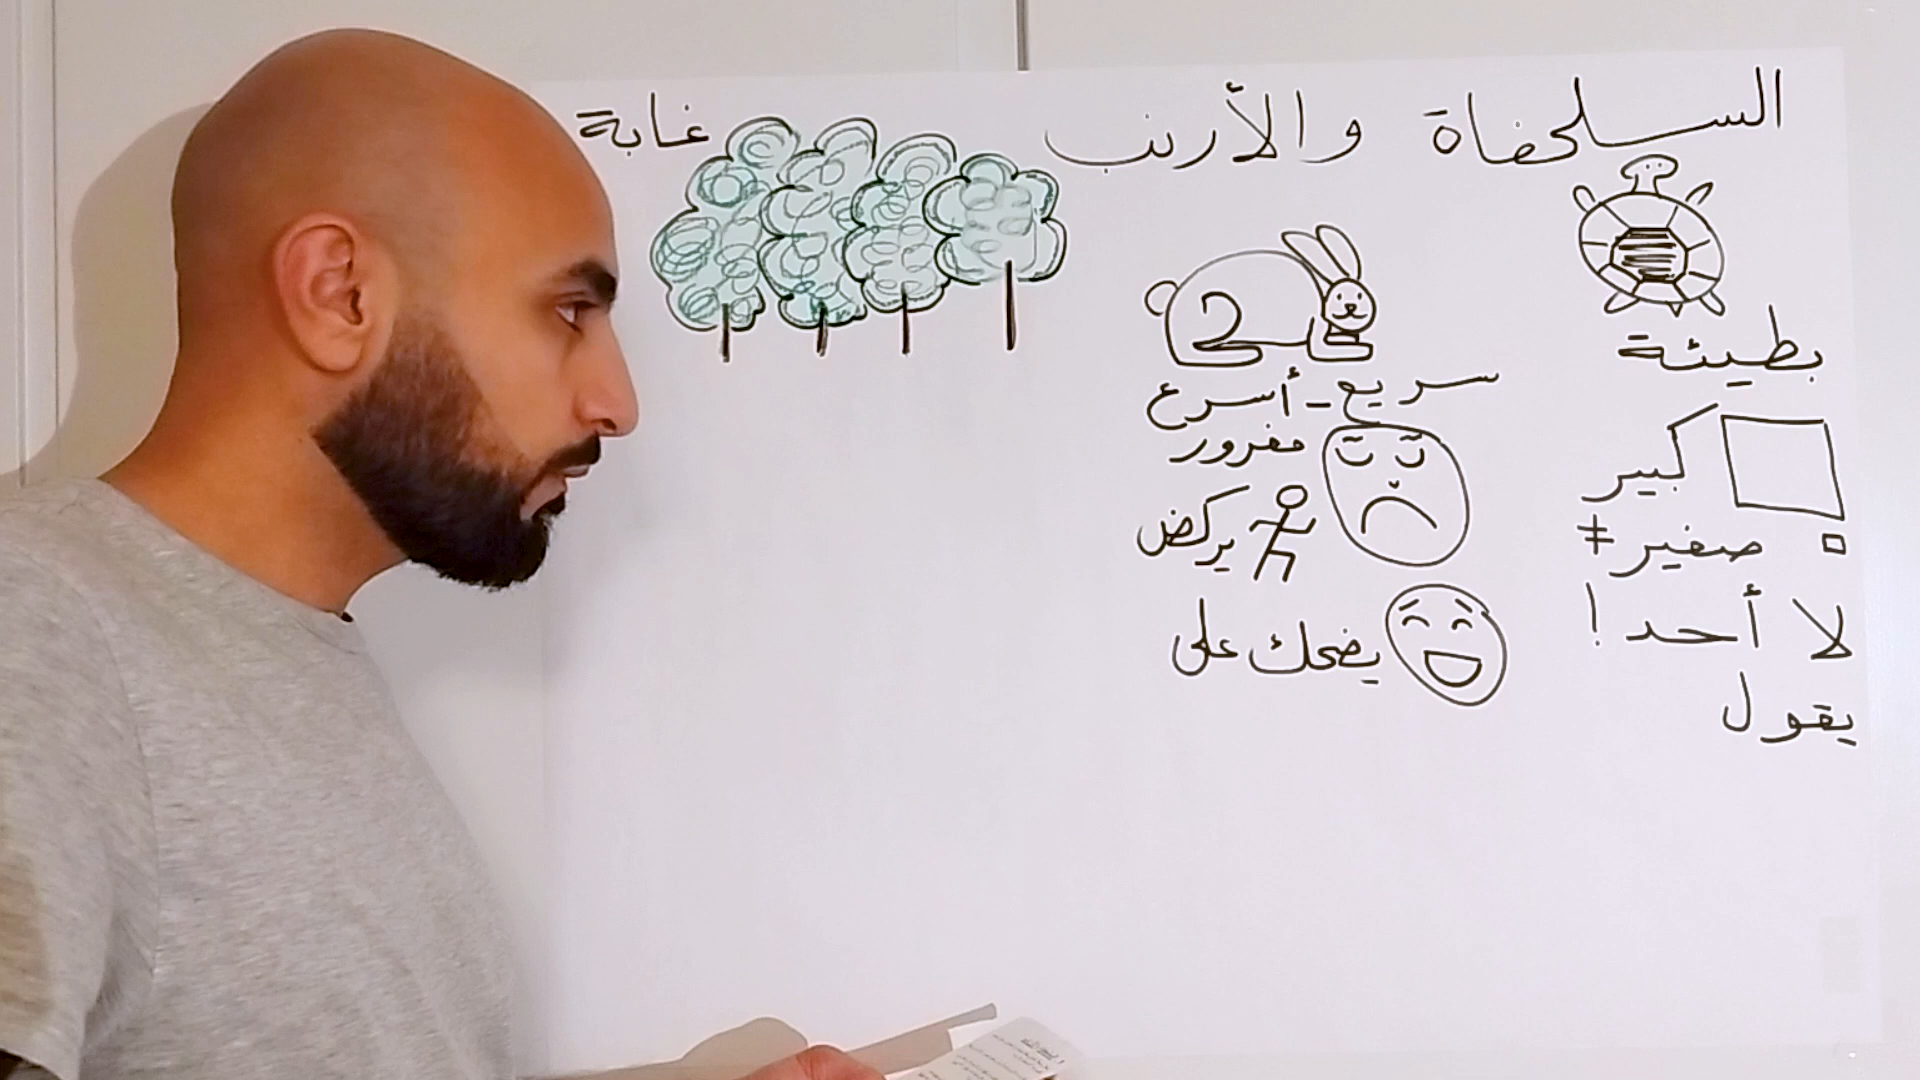 السلحفاة والأرنب
غابة
بطيئة
سريع - أسرع
مغرور
كبير
يركض
صغير ≠
لا أحد!
يضحك على
يقول